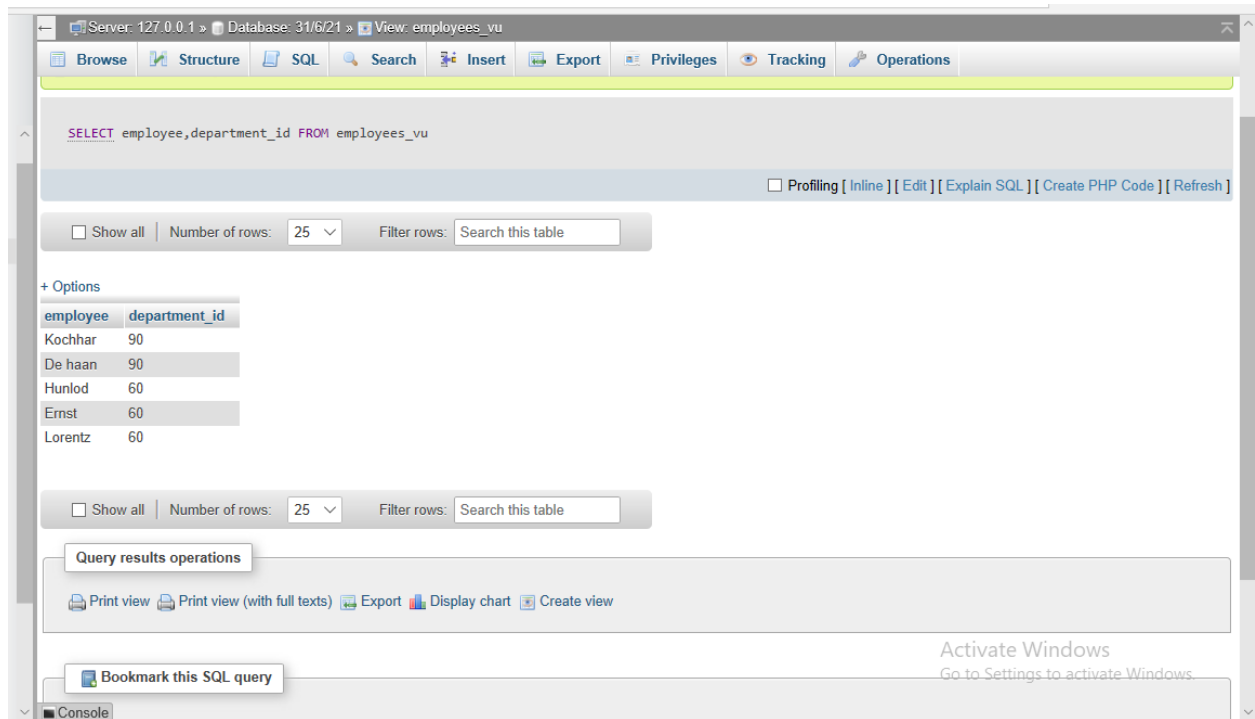 ← Server: 127.0.0.1 » Database: 31/6/21 » View: employees_vu
Browse Structure SQL Search Insert Export Privileges Tracking Operations
SELECT employee,department_id FROM employees_vu
Profiling [ Inline ] [ Edit ] [ Explain SQL ] [ Create PHP Code ] [ Refresh ]
Show all | Number of rows: 25 Filter rows: Search this table
+ Options
employee department_id
Kochhar 90
De haan 90
Hunlod 60
Ernst 60
Lorentz 60
Show all | Number of rows: 25 Filter rows: Search this table
Query results operations
Print view Print view (with full texts) Export Display chart Create view
Activate Windows
Go to Settings to activate Windows.
Bookmark this SQL query
Console